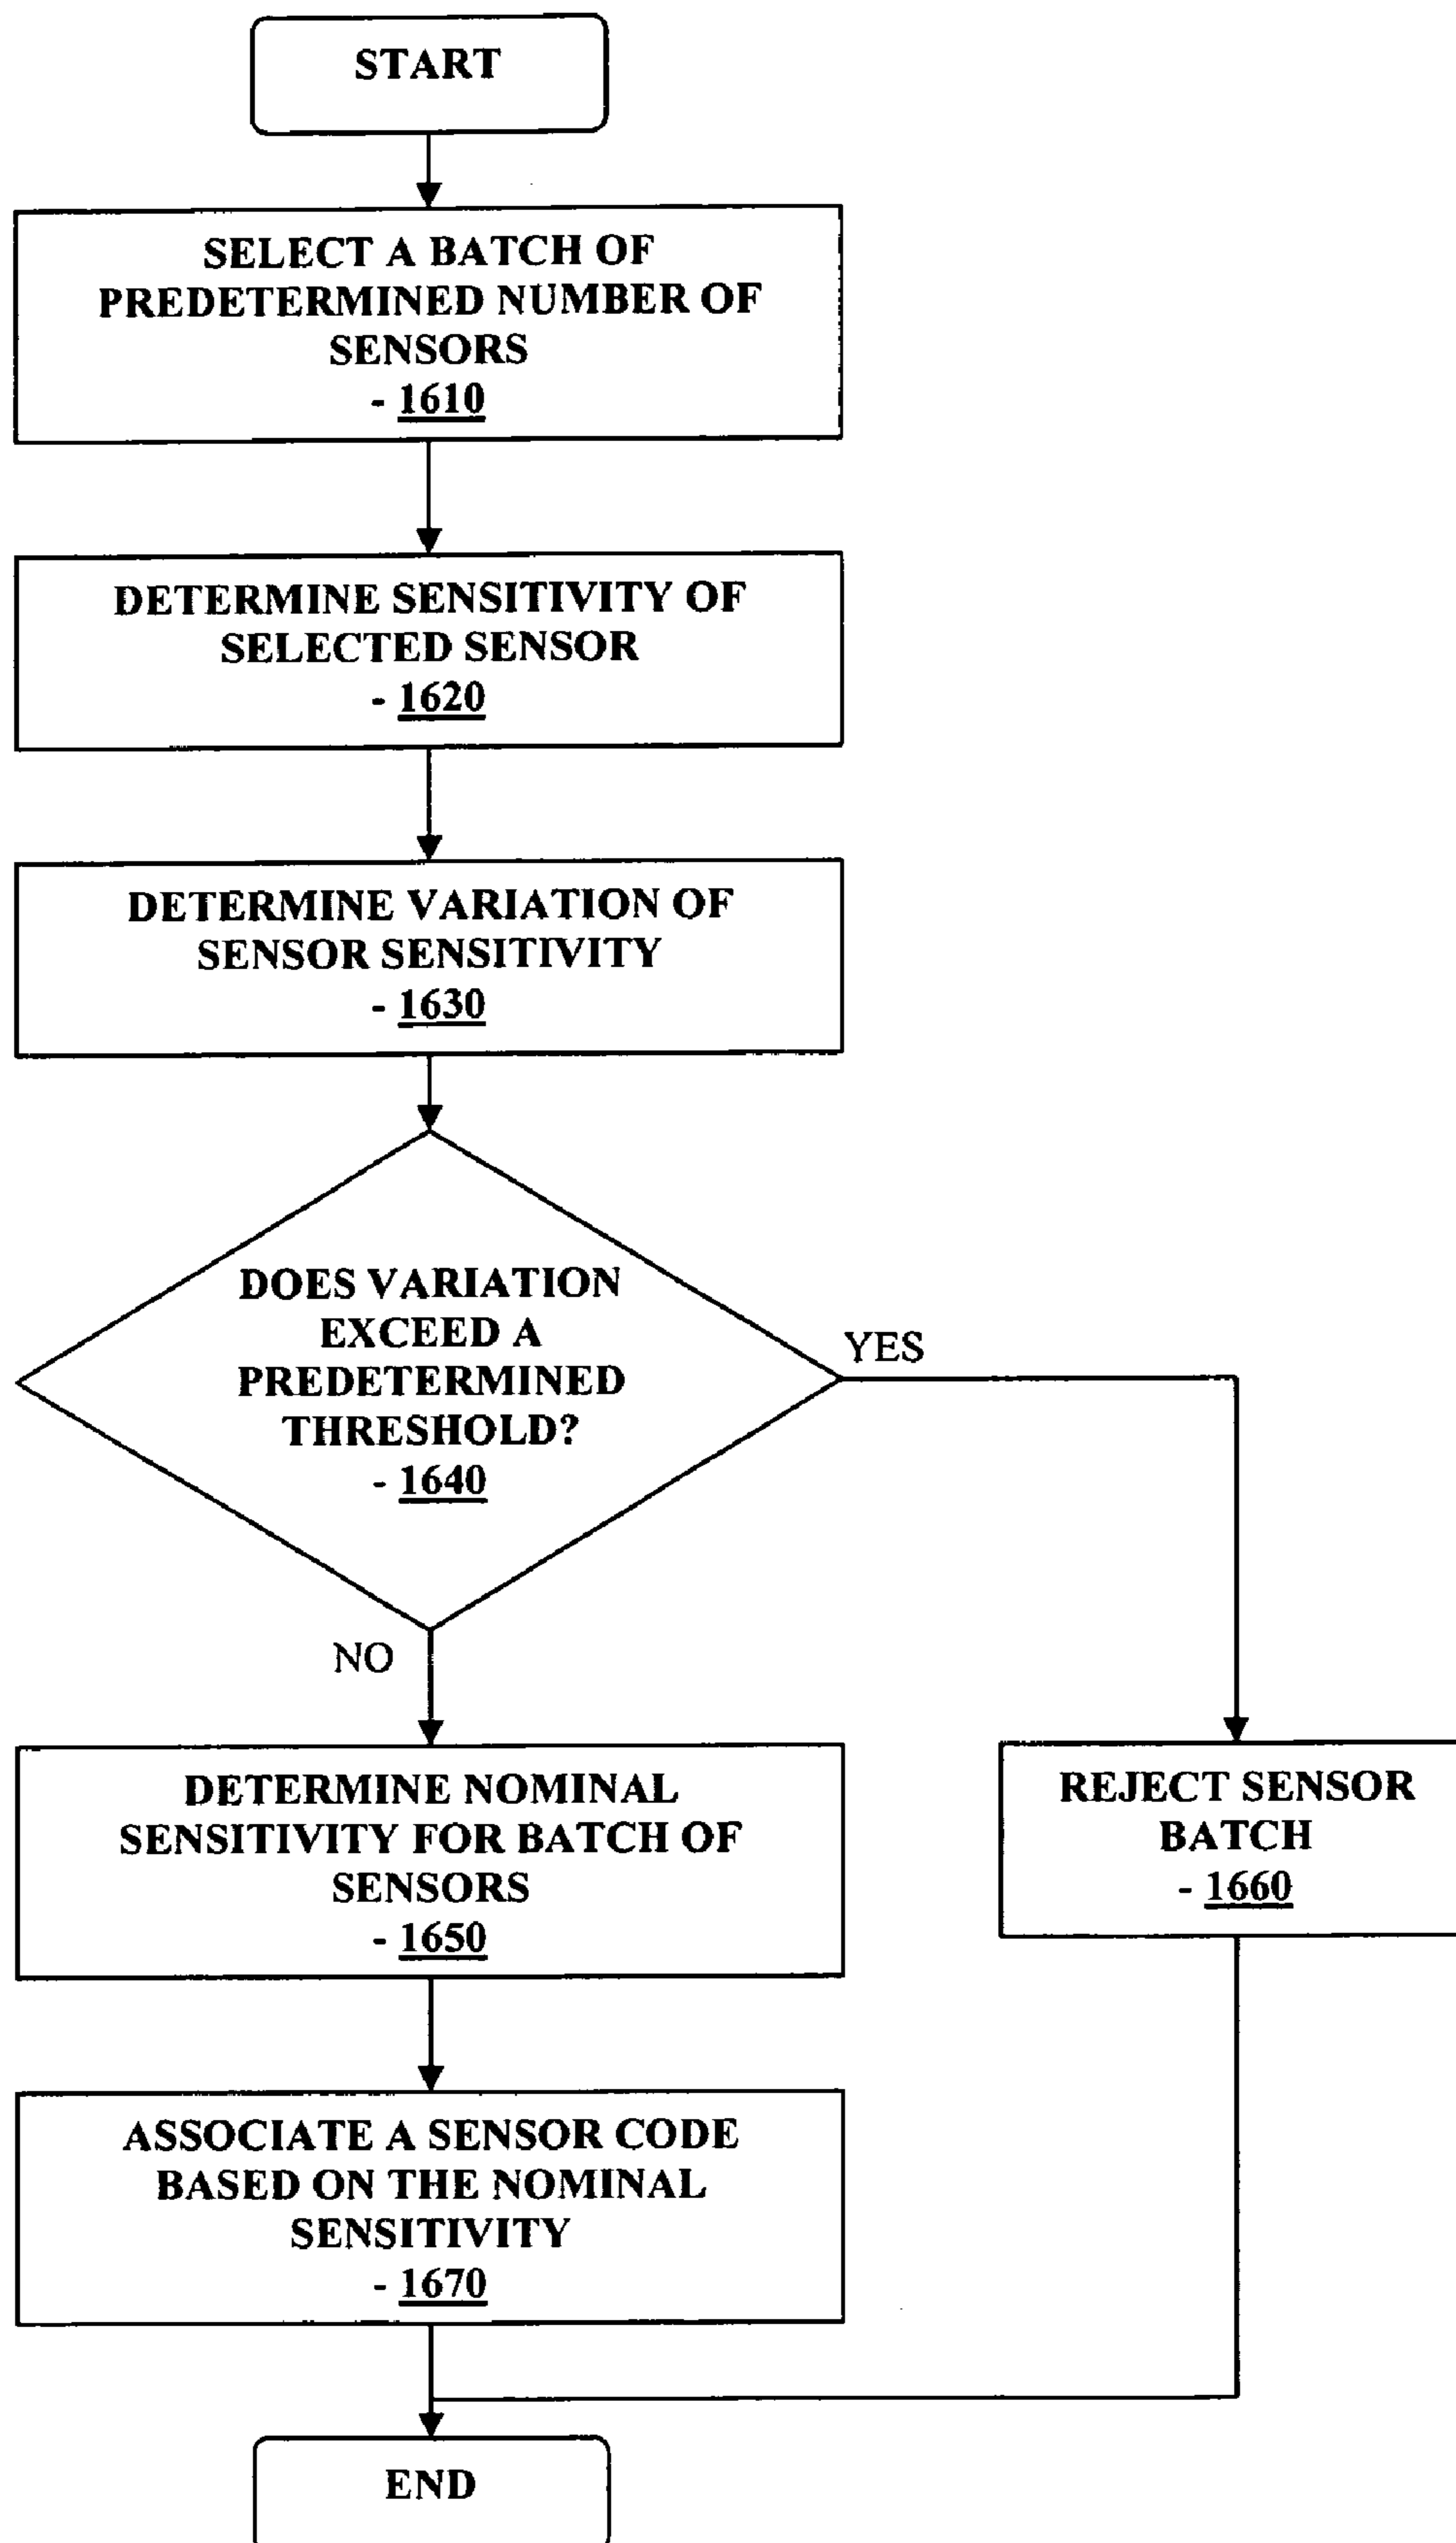 START
SELECT A BATCH OF
PREDETERMINED NUMBER OF
SENSORS
- 1610
DETERMINE SENSITIVITY OF
SELECTED SENSOR
- 1620
DETERMINE VARIATION OF
SENSOR SENSITIVITY
- 1630
DOES VARIATION
EXCEED A
PREDETERMINED
THRESHOLD?
- 1640
YES
NO
DETERMINE NOMINAL
SENSITIVITY FOR BATCH OF
SENSORS
- 1650
REJECT SENSOR
BATCH
- 1660
ASSOCIATE A SENSOR CODE
BASED ON THE NOMINAL
SENSITIVITY
- 1670
END